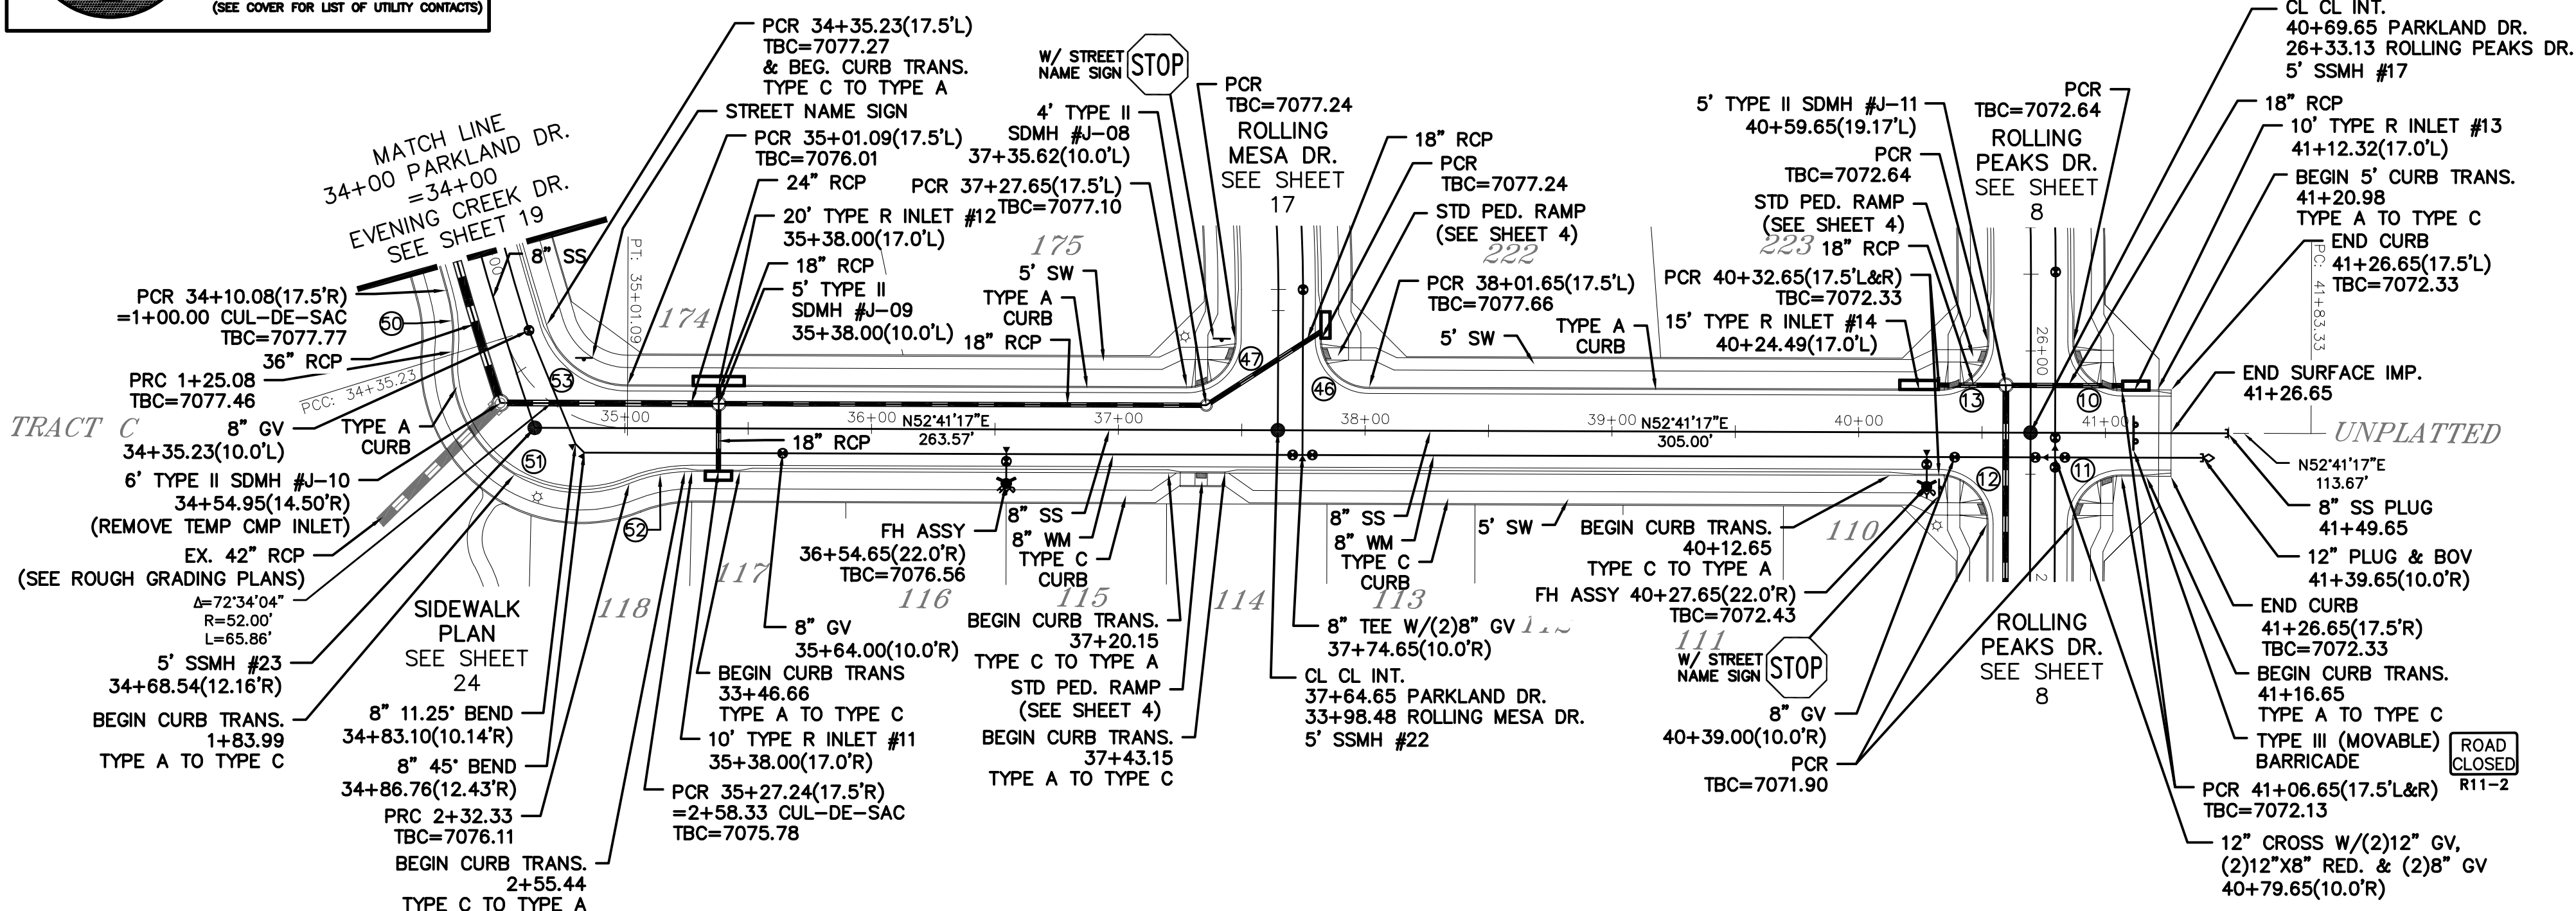 (SEE COVER FOR LIST OF UTILITY CONTACTS)
PCR 34+35.23(17.5'L)
TBC=7077.27
& BEG. CURB TRANS.
TYPE C TO TYPE A
STREET NAME SIGN
PCR 35+01.09(17.5'L)
TBC=7076.01
24" RCP
20' TYPE R INLET #12
35+38.00(17.0'L)
18" RCP
5' TYPE II
SDMH #J-09
35+38.00(10.0'L)
MATCH LINE
34+00 PARKLAND DR.
=34+00
EVENING CREEK DR.
SEE SHEET 19
8" SS
00
PT: 35+01.09
PCR 34+10.08(17.5'R)
=1+00.00 CUL-DE-SAC
TBC=7077.77
36" RCP
PRC 1+25.08
TBC=7077.46
PCC: 34+35.23
8" GV
34+35.23(10.0'L)
TYPE A
CURB
6' TYPE II SDMH #J-10
34+54.95(14.50'R)
(REMOVE TEMP CMP INLET)
EX. 42" RCP
(SEE ROUGH GRADING PLANS)
Δ=72°34'04"
R=52.00'
L=65.86'
5' SSMH #23
34+68.54(12.16'R)
BEGIN CURB TRANS.
1+83.99
TYPE A TO TYPE C
TRACT C
50
53
51
52
174
175
SIDEWALK
PLAN
SEE SHEET
24
8" 11.25° BEND
34+83.10(10.14'R)
8" 45° BEND
34+86.76(12.43'R)
PRC 2+32.33
TBC=7076.11
BEGIN CURB TRANS.
2+55.44
TYPE C TO TYPE A
118
117
116
115
114
113
111
110
W/ STREET
NAME SIGN
STOP
4' TYPE II
SDMH #J-08
37+35.62(10.0'L)
PCR 37+27.65(17.5'L)
TBC=7077.10
5' SW
TYPE A
CURB
18" RCP
PCR
TBC=7077.24
ROLLING
MESA DR.
SEE SHEET
17
18" RCP
PCR
TBC=7077.24
STD PED. RAMP
(SEE SHEET 4)
222
PCR 38+01.65(17.5'L)
TBC=7077.66
5' SW
TYPE A
CURB
47
46
35+00
36+00
37+00
38+00
39+00
40+00
41+00
N52°41'17"E
263.57'
N52°41'17"E
305.00'
18" RCP
FH ASSY
36+54.65(22.0'R)
TBC=7076.56
8" GV
35+64.00(10.0'R)
BEGIN CURB TRANS
33+46.66
TYPE A TO TYPE C
10' TYPE R INLET #11
35+38.00(17.0'R)
PCR 35+27.24(17.5'R)
=2+58.33 CUL-DE-SAC
TBC=7075.78
8" SS
8" WM
TYPE C
CURB
BEGIN CURB TRANS.
37+20.15
TYPE C TO TYPE A
STD PED. RAMP
(SEE SHEET 4)
BEGIN CURB TRANS.
37+43.15
TYPE A TO TYPE C
8" SS
8" WM
TYPE C
CURB
8" TEE W/(2)8" GV
37+74.65(10.0'R)
CL CL INT.
37+64.65 PARKLAND DR.
33+98.48 ROLLING MESA DR.
5' SSMH #22
5' SW
BEGIN CURB TRANS.
40+12.65
TYPE C TO TYPE A
FH ASSY 40+27.65(22.0'R)
TBC=7072.43
W/ STREET
NAME SIGN
STOP
8" GV
40+39.00(10.0'R)
PCR
TBC=7071.90
5' TYPE II SDMH #J-11
40+59.65(19.17'L)
PCR
TBC=7072.64
STD PED. RAMP
(SEE SHEET 4)
223
18" RCP
PCR 40+32.65(17.5'L&R)
TBC=7072.33
15' TYPE R INLET #14
40+24.49(17.0'L)
PCR
TBC=7072.64
ROLLING
PEAKS DR.
SEE SHEET
8
26+00
13
10
12
11
ROLLING
PEAKS DR.
SEE SHEET
8
2
CL CL INT.
40+69.65 PARKLAND DR.
26+33.13 ROLLING PEAKS DR.
5' SSMH #17
18" RCP
10' TYPE R INLET #13
41+12.32(17.0'L)
BEGIN 5' CURB TRANS.
41+20.98
TYPE A TO TYPE C
END CURB
41+26.65(17.5'L)
TBC=7072.33
PC: 41+83.33
END SURFACE IMP.
41+26.65
UNPLATTED
N52°41'17"E
113.67'
8" SS PLUG
41+49.65
12" PLUG & BOV
41+39.65(10.0'R)
END CURB
41+26.65(17.5'R)
TBC=7072.33
BEGIN CURB TRANS.
41+16.65
TYPE A TO TYPE C
TYPE III (MOVABLE)
BARRICADE
ROAD
CLOSED
R11-2
PCR 41+06.65(17.5'L&R)
TBC=7072.13
12" CROSS W/(2)12" GV,
(2)12"X8" RED. & (2)8" GV
40+79.65(10.0'R)